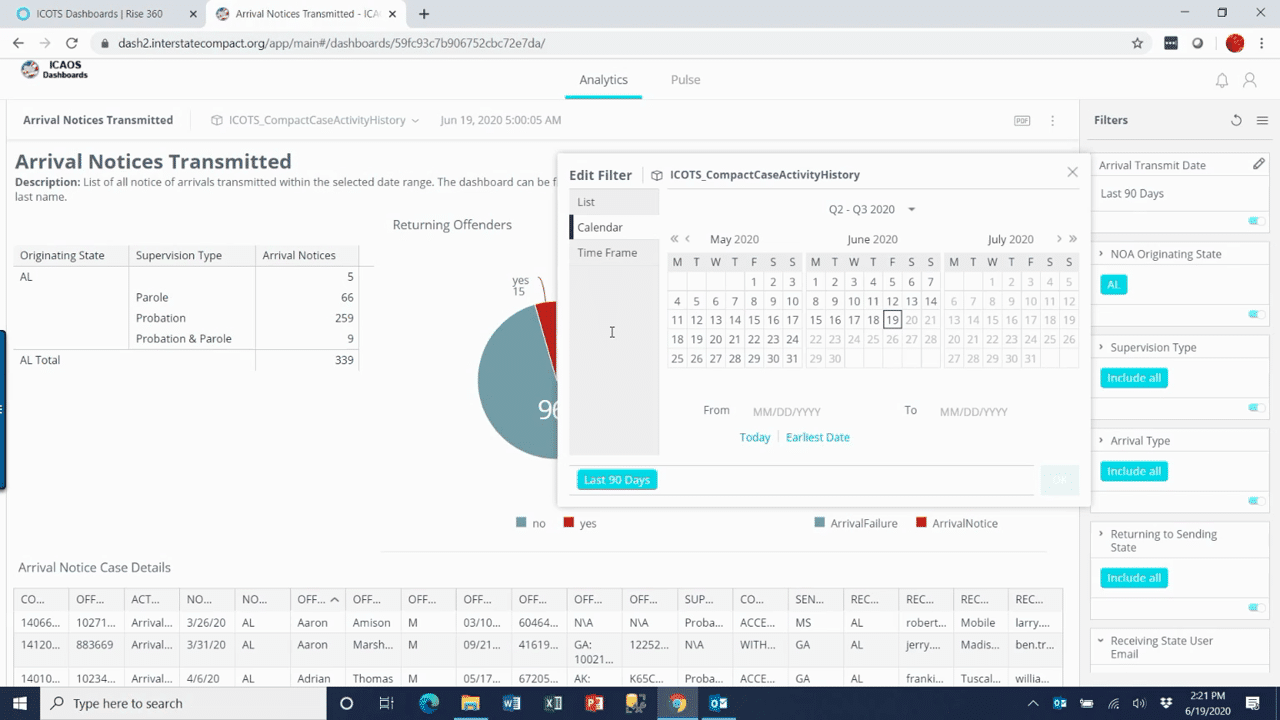 ICOTS Dashboards | Rise 360
Arrival Notices Transmitted - ICA
dash2.interstatecompact.org/app/main#/dashboards/59fc93c7b906752cbc72e7da/
ICAOS
Dashboards
Analytics
Pulse
Arrival Notices Transmitted
ICOTS_CompactCaseActivityHistory
Jun 19, 2020 5:00:05 AM
PDF
Filters
Arrival Notices Transmitted
Description: List of all notice of arrivals transmitted within the selected date range. The dashboard can be f
last name.
Originating State Supervision Type Arrival Notices
AL 5
Parole 66
Probation 259
Probation & Parole 9
AL Total 339
Returning Offenders
yes
15
96
no yes
ArrivalFailure ArrivalNotice
Edit Filter ICOTS_CompactCaseActivityHistory
List
Calendar
Time Frame
Q2 - Q3 2020
May 2020 June 2020 July 2020
M T W T F S S M T W T F S S M T W T F S S
1 2 3 1 2 3 4 5 6 7 1 2 3 4 5
4 5 6 7 8 9 10 8 9 10 11 12 13 14 6 7 8 9 10 11 12
11 12 13 14 15 16 17 15 16 17 18 19 20 21 13 14 15 16 17 18 19
18 19 20 21 22 23 24 22 23 24 25 26 27 28 20 21 22 23 24 25 26
25 26 27 28 29 30 31 29 30 27 28 29 30 31
From MM/DD/YYYY To MM/DD/YYYY
Today Earliest Date
Last 90 Days
OK
Arrival Transmit Date
Last 90 Days
NOA Originating State
AL
Supervision Type
Include all
Arrival Type
Include all
Returning to Sending
State
Include all
Receiving State User
Email
Arrival Notice Case Details
CO... OFF... ACT... NO... NO... OFF... OFF... OFF... OFF... OFF... OFF... OFF... SUP... CO... SEN... REC... REC... REC... REC...
14066... 10271... Arrival... 3/26/20 AL Aaron Amison M 03/10... 60464... N\A N\A Proba... ACCE... MS AL robert... Mobile larry....
14120... 883669 Arrival... 3/31/20 AL Aaron Marsh... M 09/21... 41619... GA: 12252... N\A WITH... GA AL jerry.... Madis... ben.tr...
10021...
14010... 10234... Arrival... 4/6/20 AL Adrian Thomas M 05/17... 67205... AK: K65C... Proba... ACCE... GA AL franki... Tuscal... willia...
Type here to search
2:21 PM
6/19/2020